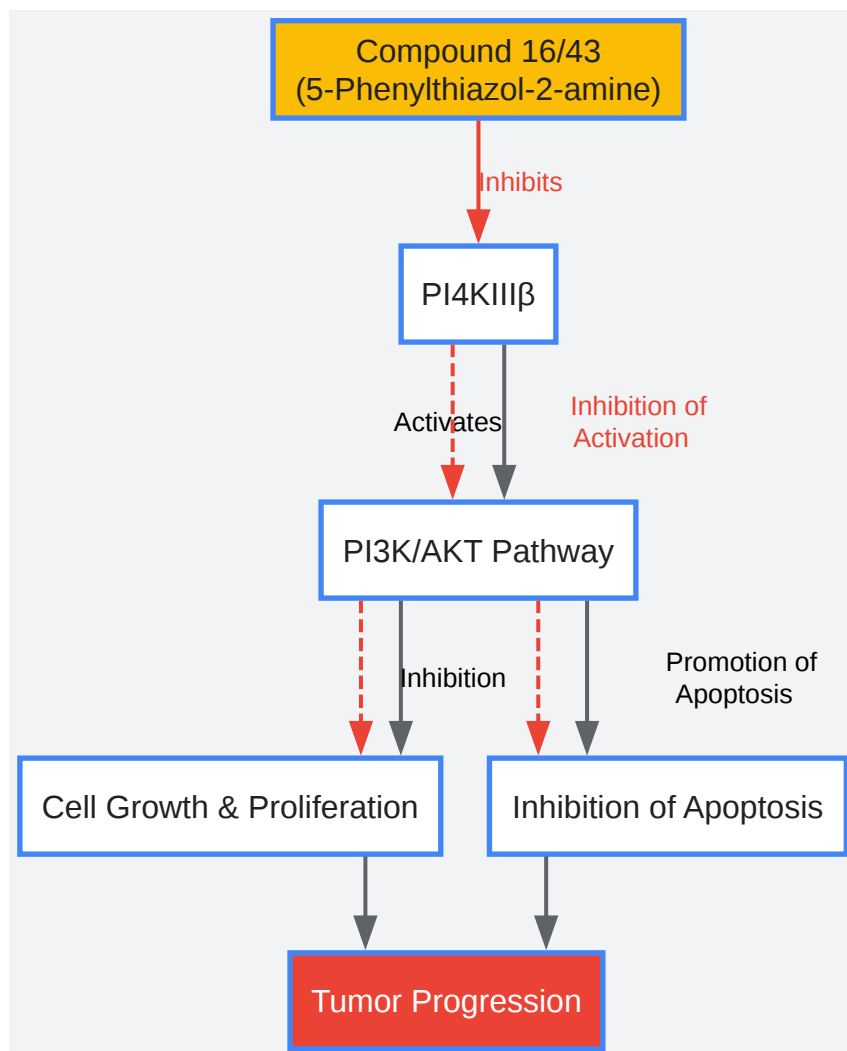 Compound 16/43
(5-Phenylthiazol-2-amine)
Inhibits
PI4KIIIβ
Activates
Inhibition of
Activation
PI3K/AKT Pathway
Inhibition
Promotion of
Apoptosis
Cell Growth & Proliferation
Inhibition of Apoptosis
Tumor Progression